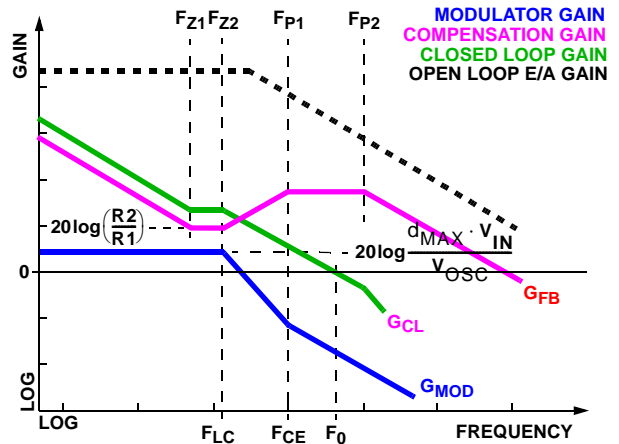 F_Z1 F_Z2 F_P1 F_P2
MODULATOR GAIN
COMPENSATION GAIN
CLOSED LOOP GAIN
OPEN LOOP E/A GAIN
GAIN
20log(R2/R1)
20log d_MAX · V_IN / V_OSC
0
G_FB
G_CL
G_MOD
LOG
LOG
F_LC F_CE F_0
FREQUENCY